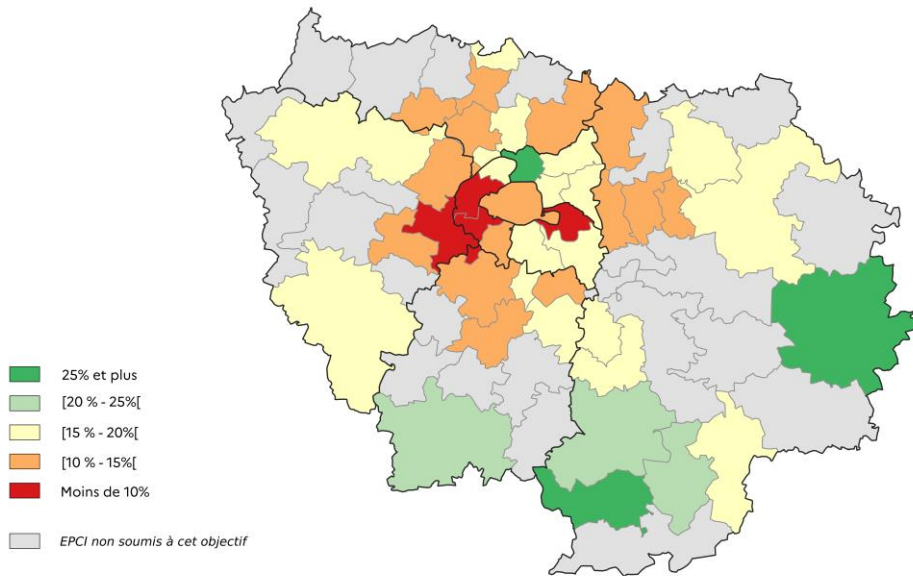 25% et plus
[20 % - 25%[
[15 % - 20%[
[10 % - 15%[
Moins de 10%
EPCI non soumis à cet objectif